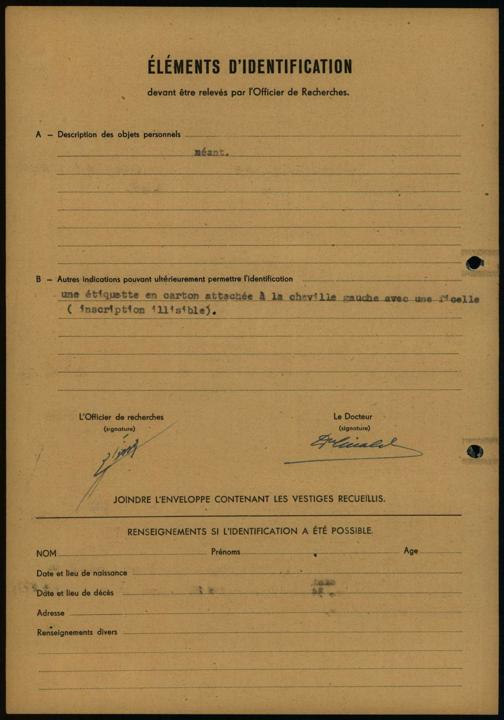 ÉLÉMENTS D'IDENTIFICATION
devant être relevés par l'Officier de Recherches.
A – Description des objets personnels
Néant.
B – Autres indications pouvant ultérieurement permettre l'identification
une étiquette en carton attachée à la cheville gauche avec une ficelle
( inscription illisible).
L'Officier de recherches
(signature)
Le Docteur
(signature)
JOINDRE L'ENVELOPPE CONTENANT LES VESTIGES RECUEILLIS.
RENSEIGNEMENTS SI L'IDENTIFICATION A ÉTÉ POSSIBLE.
NOM Prénoms Age
Date et lieu de naissance
Date et lieu de décès
Adresse
Renseignements divers